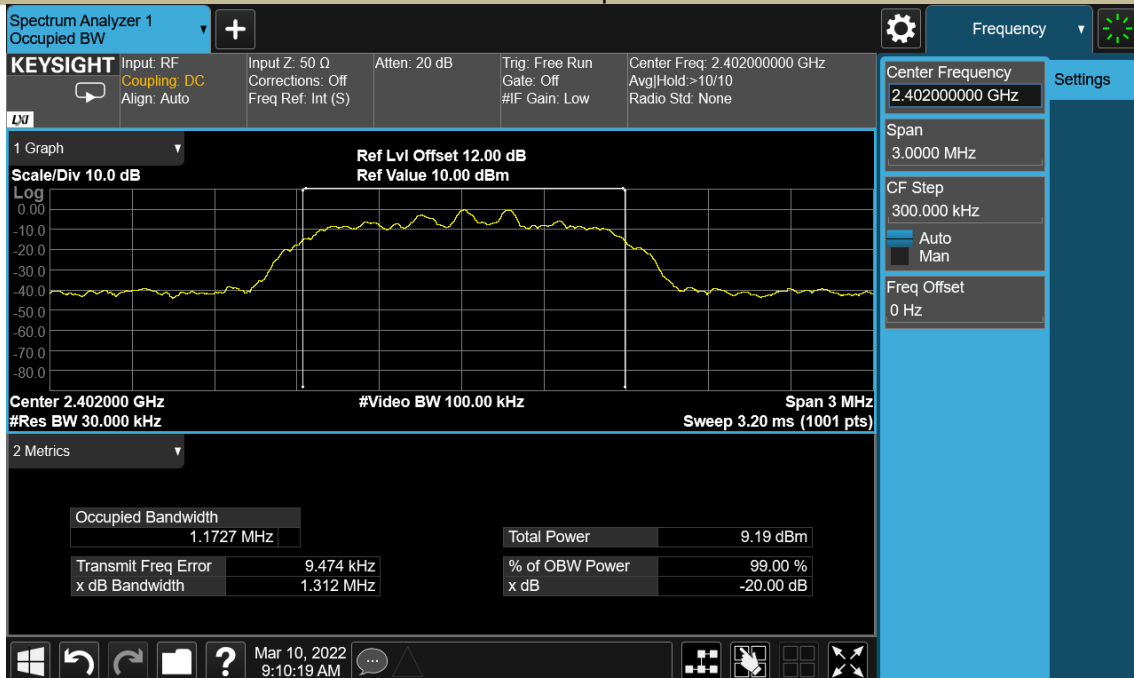 Spectrum Analyzer 1
Occupied BW
+
Frequency
KEYSIGHT
LXI
Input: RF
Coupling: DC
Align: Auto
Input Z: 50 Ω
Corrections: Off
Freq Ref: Int (S)
Atten: 20 dB
Trig: Free Run
Gate: Off
#IF Gain: Low
Center Freq: 2.402000000 GHz
Avg|Hold:>10/10
Radio Std: None
Center Frequency
2.402000000 GHz
Settings
Span
3.0000 MHz
CF Step
300.000 kHz
Auto
Man
Freq Offset
0 Hz
1 Graph
Ref Lvl Offset 12.00 dB
Scale/Div 10.0 dB
Ref Value 10.00 dBm
Log
0.00
-10.0
-20.0
-30.0
-40.0
-50.0
-60.0
-70.0
-80.0
Center 2.402000 GHz
#Video BW 100.00 kHz
Span 3 MHz
#Res BW 30.000 kHz
Sweep 3.20 ms (1001 pts)
2 Metrics
Occupied Bandwidth
1.1727 MHz
Total Power 9.19 dBm
Transmit Freq Error 9.474 kHz
% of OBW Power 99.00 %
x dB Bandwidth 1.312 MHz
x dB -20.00 dB
?
Mar 10, 2022
9:10:19 AM